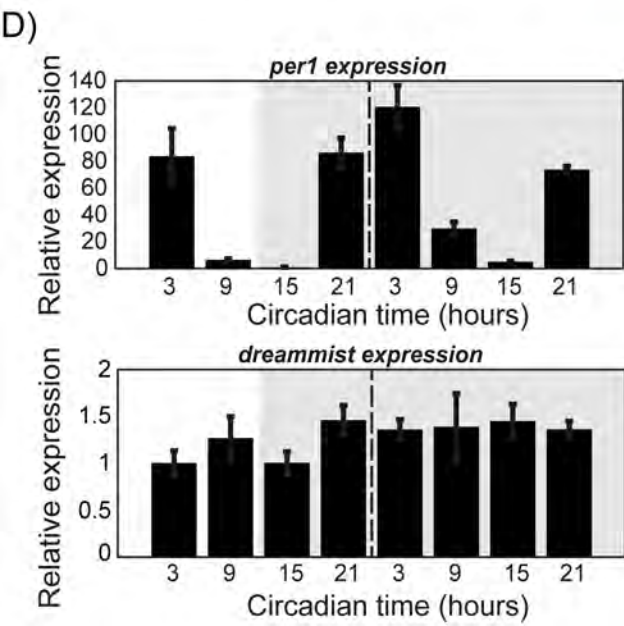 D)
per1 expression
Relative expression
140
120
100
80
60
40
20
0
3 9 15 21 3 9 15 21
Circadian time (hours)
dreammist expression
Relative expression
2
1.5
1
0.5
0
3 9 15 21 3 9 15 21
Circadian time (hours)